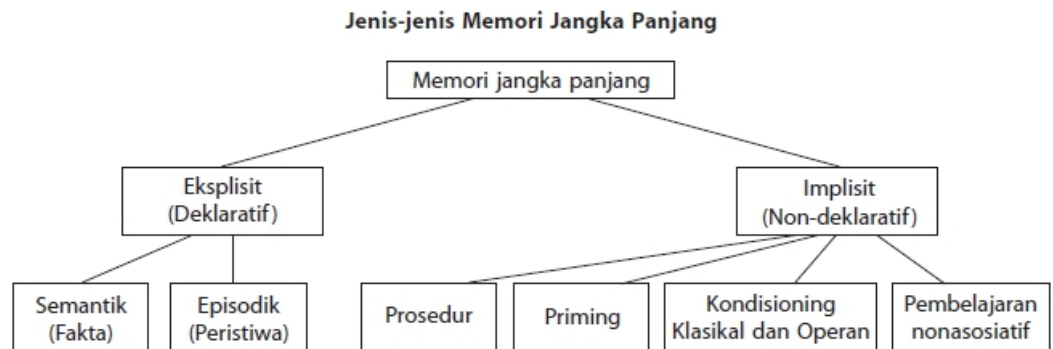 Jenis-jenis Memori Jangka Panjang
Memori jangka panjang
Eksplisit
(Deklaratif)
Implisit
(Non-deklaratif)
Semantik
(Fakta)
Episodik
(Peristiwa)
Prosedur
Priming
Kondisioning
Klasikal dan Operan
Pembelajaran
nonasosiatif